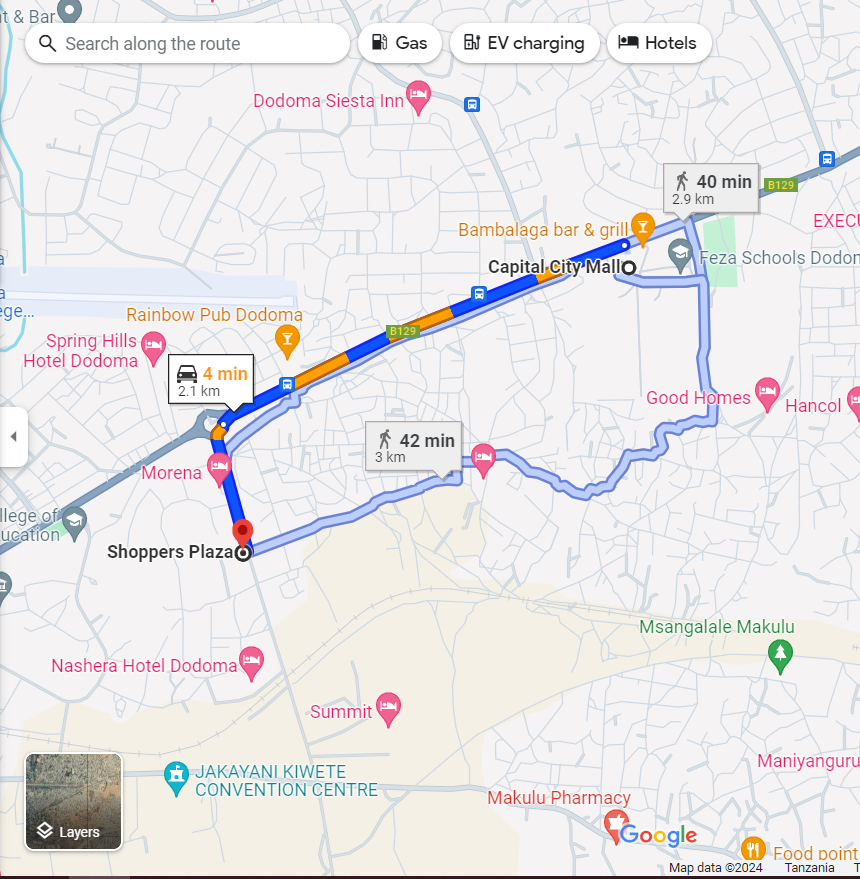 t & Bar
Search along the route
Gas
EV charging
Hotels
Dodoma Siesta Inn
B129
40 min
2.9 km
EXECU
Bambalaga bar & grill
Capital City Mall
Feza Schools Dodom
a
a
ege...
Rainbow Pub Dodoma
B129
Spring Hills
Hotel Dodoma
4 min
2.1 km
Good Homes
Hancol
42 min
3 km
Morena
llege of
ucation
Shoppers Plaza
Msangalale Makulu
Nashera Hotel Dodoma
Summit
Maniyanguru
JAKAYANI KIWETE
CONVENTION CENTRE
Makulu Pharmacy
Layers
Google
Food point
Map data ©2024 Tanzania T